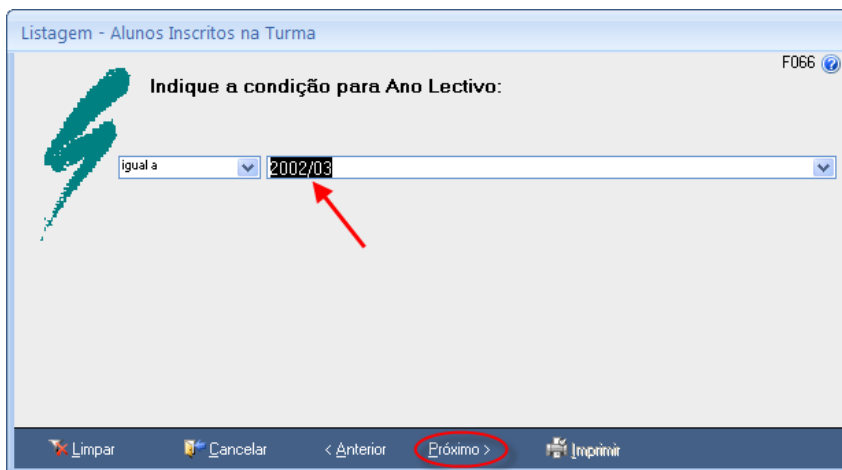 Listagem - Alunos Inscritos na Turma
F066
Indique a condição para Ano Lectivo:
igual a 2002/03
Limpar Cancelar < Anterior Próximo > Imprimir